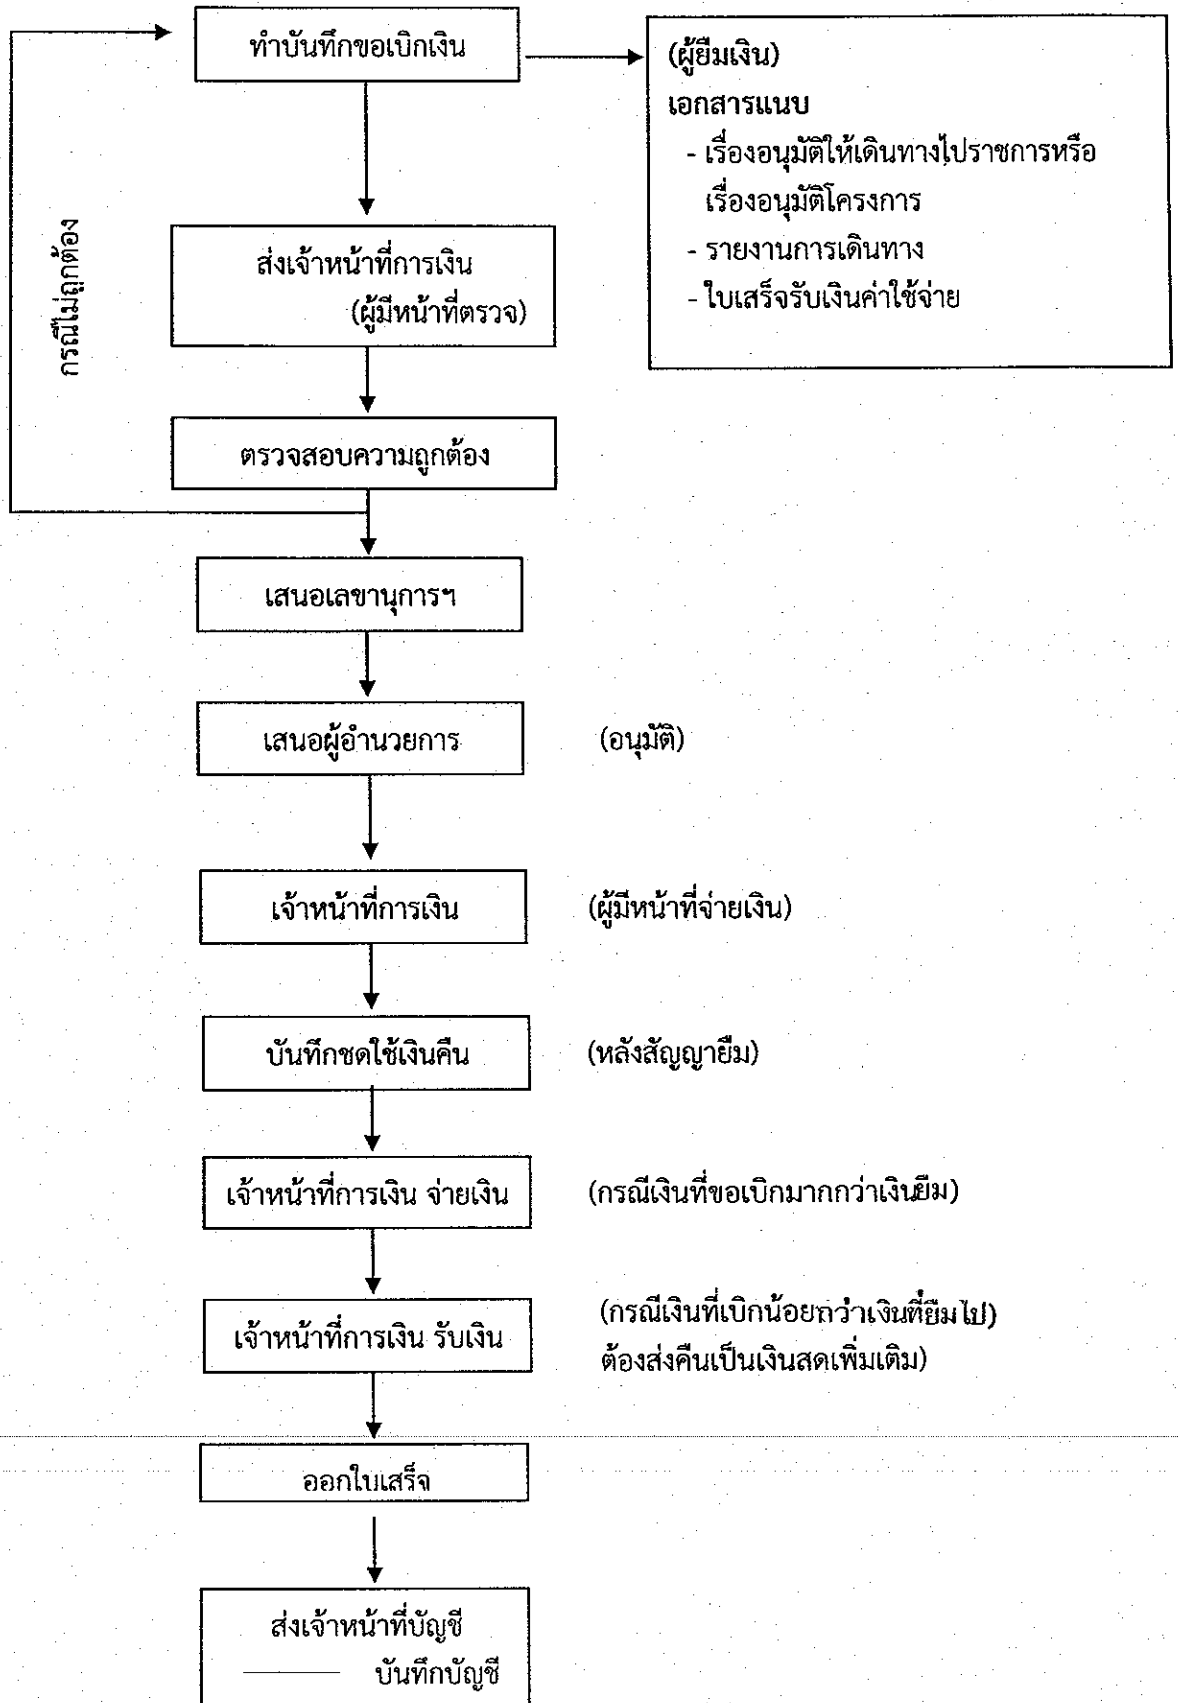 ทำบันทึกขอเบิกเงิน
(ผู้ยืมเงิน)
เอกสารแนบ
- เรื่องอนุมัติให้เดินทางไปราชการหรือ
เรื่องอนุมัติโครงการ
- รายงานการเดินทาง
- ใบเสร็จรับเงินค่าใช้จ่าย
กรณีไม่ถูกต้อง
ส่งเจ้าหน้าที่การเงิน
(ผู้มีหน้าที่ตรวจ)
ตรวจสอบความถูกต้อง
เสนอเลขานุการฯ
เสนอผู้อำนวยการ (อนุมัติ)
เจ้าหน้าที่การเงิน (ผู้มีหน้าที่จ่ายเงิน)
บันทึกชดใช้เงินคืน (หลังสัญญายืม)
เจ้าหน้าที่การเงิน จ่ายเงิน (กรณีเงินที่ขอเบิกมากกว่าเงินยืม)
เจ้าหน้าที่การเงิน รับเงิน (กรณีเงินที่เบิกน้อยกว่าเงินที่ยืมไป)
ต้องส่งคืนเป็นเงินสดเพิ่มเติม)
ออกใบเสร็จ
ส่งเจ้าหน้าที่บัญชี
บันทึกบัญชี